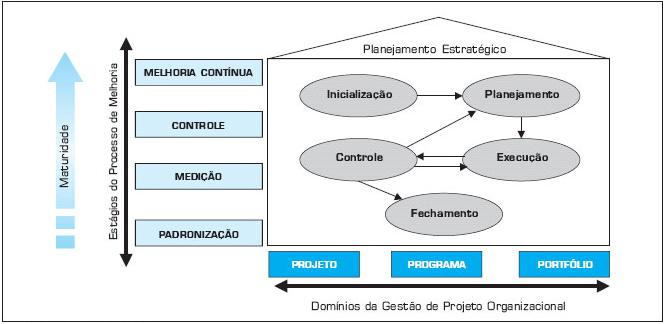 Planejamento Estratégico
Maturidade
Estágios do Processo de Melhoria
MELHORIA CONTÍNUA
CONTROLE
MEDIÇÃO
PADRONIZAÇÃO
Inicialização
Planejamento
Controle
Execução
Fechamento
PROJETO
PROGRAMA
PORTFÓLIO
Domínios da Gestão de Projeto Organizacional